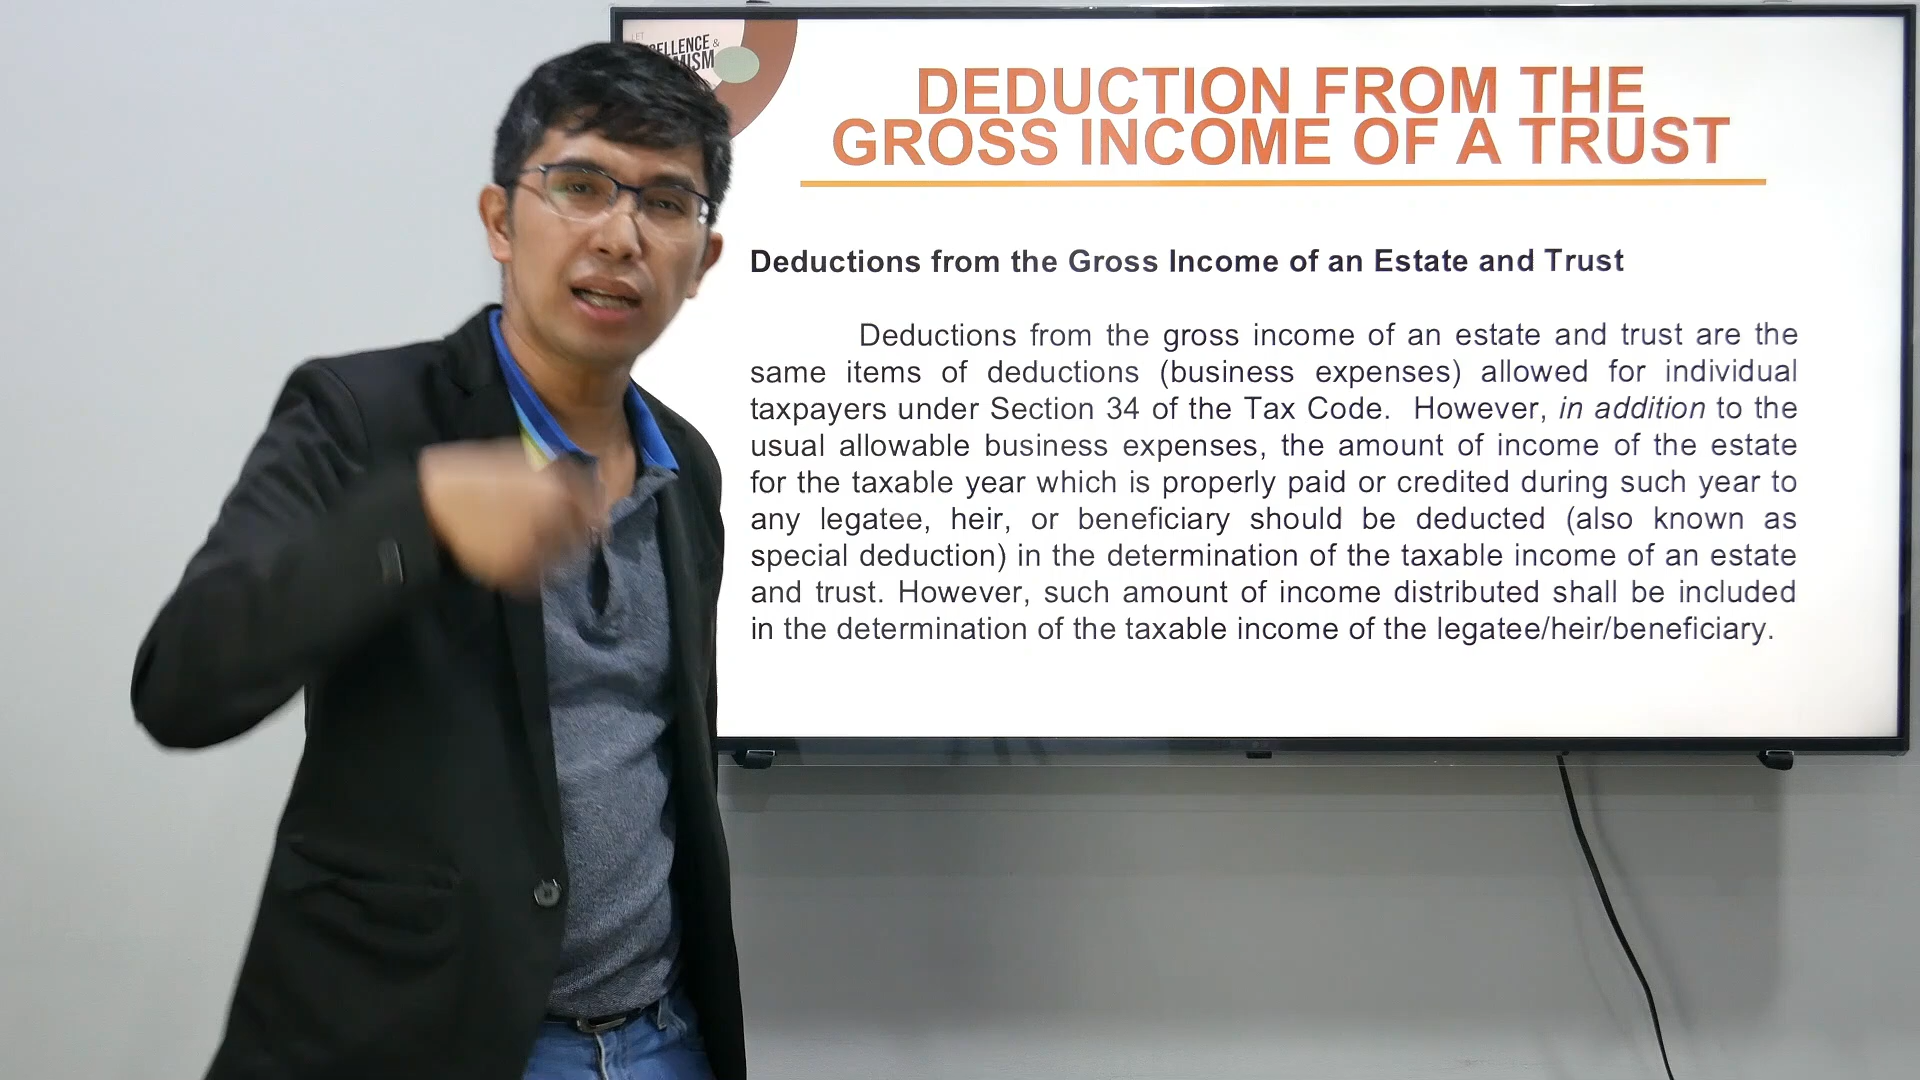 LET
& 
DEDUCTION FROM THE
GROSS INCOME OF A TRUST
Deductions from the Gross Income of an Estate and Trust
Deductions from the gross income of an estate and trust are the
same items of deductions (business expenses) allowed for individual
taxpayers under Section 34 of the Tax Code. However, in addition to the
usual allowable business expenses, the amount of income of the estate
for the taxable year which is properly paid or credited during such year to
any legatee, heir, or beneficiary should be deducted (also known as
special deduction) in the determination of the taxable income of an estate
and trust. However, such amount of income distributed shall be included
in the determination of the taxable income of the legatee/heir/beneficiary.